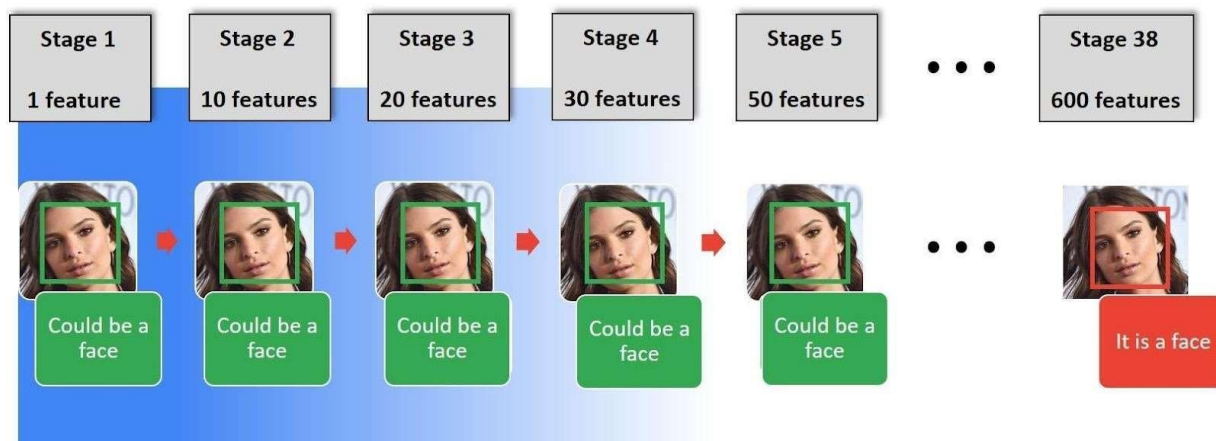 Stage 1
1 feature
Stage 2
10 features
Stage 3
20 features
Stage 4
30 features
Stage 5
50 features
Stage 38
600 features
Could be a
face
Could be a
face
Could be a
face
Could be a
face
Could be a
face
It is a face